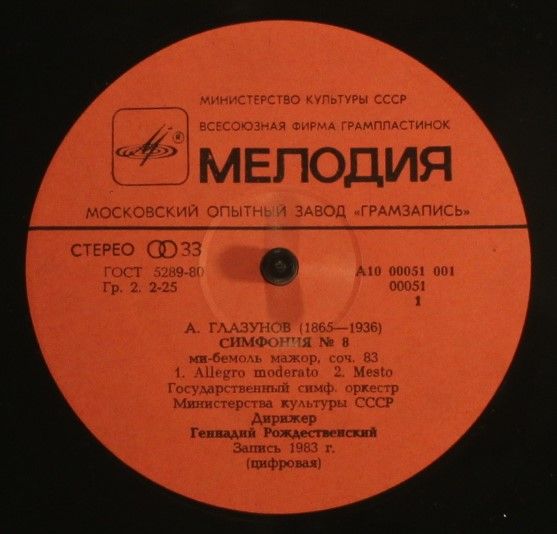 МИНИСТЕРСТВО КУЛЬТУРЫ СССР
ВСЕСОЮЗНАЯ ФИРМА ГРАМПЛАСТИНОК
МЕЛОДИЯ
МОСКОВСКИЙ ОПЫТНЫЙ ЗАВОД «ГРАМЗАПИСЬ»
СТЕРЕО 33
ГОСТ 5289-80
Гр. 2. 2-25
А10 00051 001
00051
1
А. ГЛАЗУНОВ (1865—1936)
СИМФОНИЯ № 8
ми-бемоль мажор, соч. 83
1. Allegro moderato 2. Mesto
Государственный симф. оркестр
Министерства культуры СССР
Дирижер
Геннадий Рождественский
Запись 1983 г.
(цифровая)